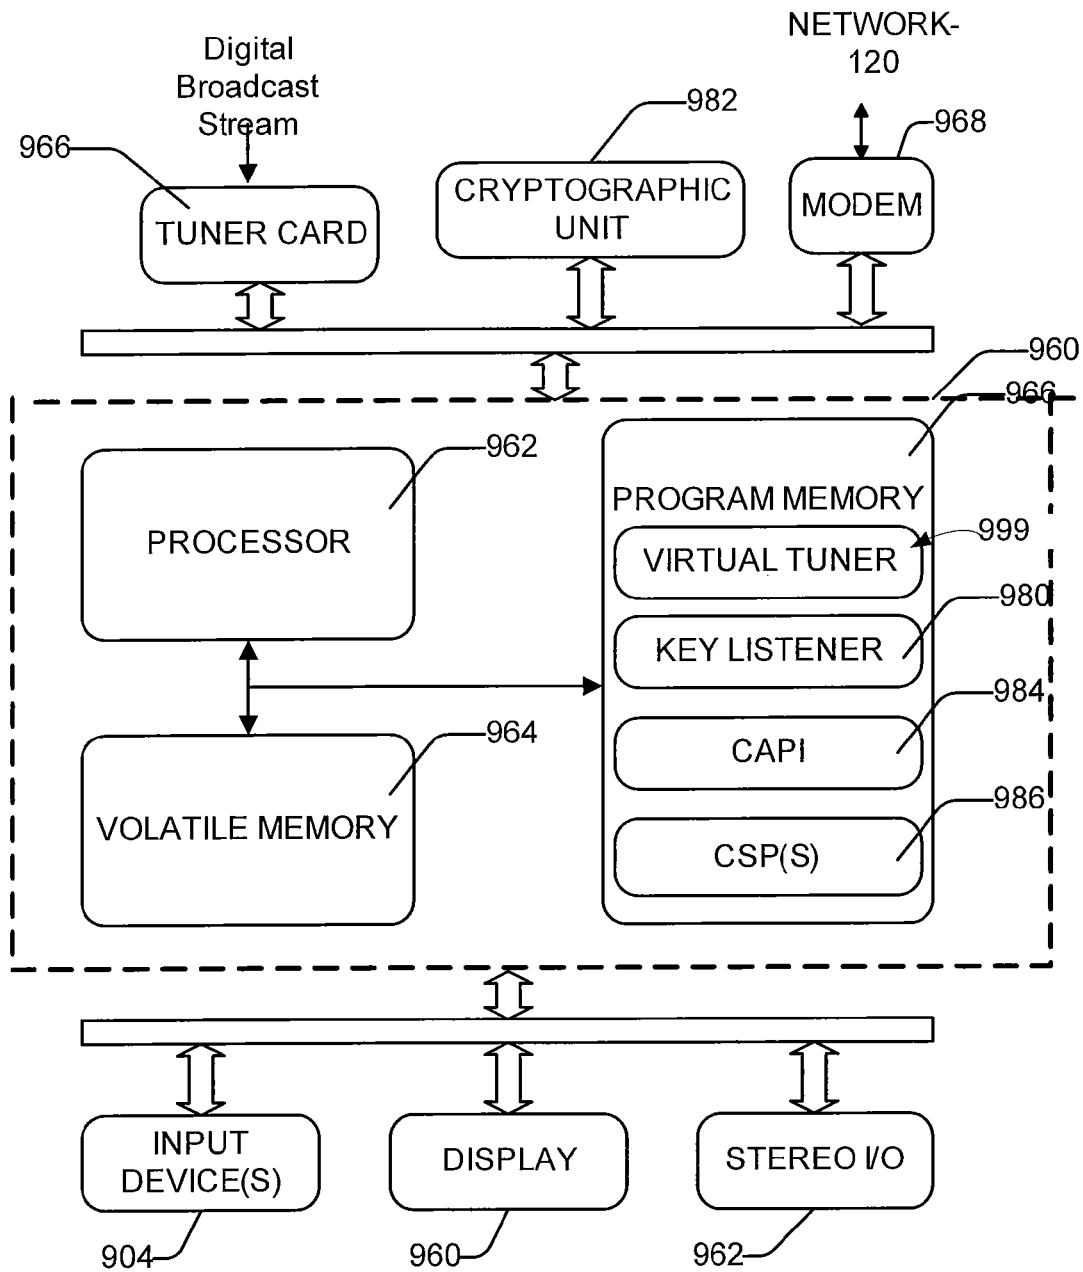 NETWORK-
120
Digital
Broadcast
Stream
982
968
966
TUNER CARD
CRYPTOGRAPHIC
UNIT
MODEM
960
966
962
PROCESSOR
PROGRAM MEMORY
999
VIRTUAL TUNER
980
KEY LISTENER
984
CAPI
964
VOLATILE MEMORY
986
CSP(S)
INPUT
DEVICE(S)
DISPLAY
STEREO I/O
904
960
962